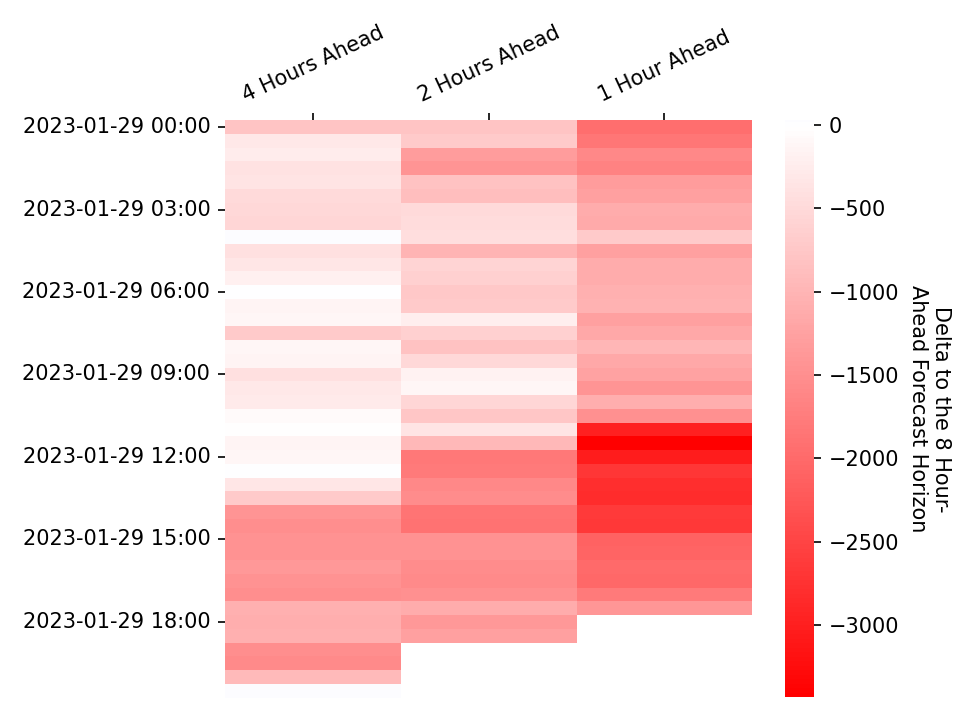 4 Hours Ahead
2 Hours Ahead
1 Hour Ahead
2023-01-29 00:00
2023-01-29 03:00
2023-01-29 06:00
2023-01-29 09:00
2023-01-29 12:00
2023-01-29 15:00
2023-01-29 18:00
0
−500
−1000
−1500
−2000
−2500
−3000
Delta to the 8 Hour-
Ahead Forecast Horizon